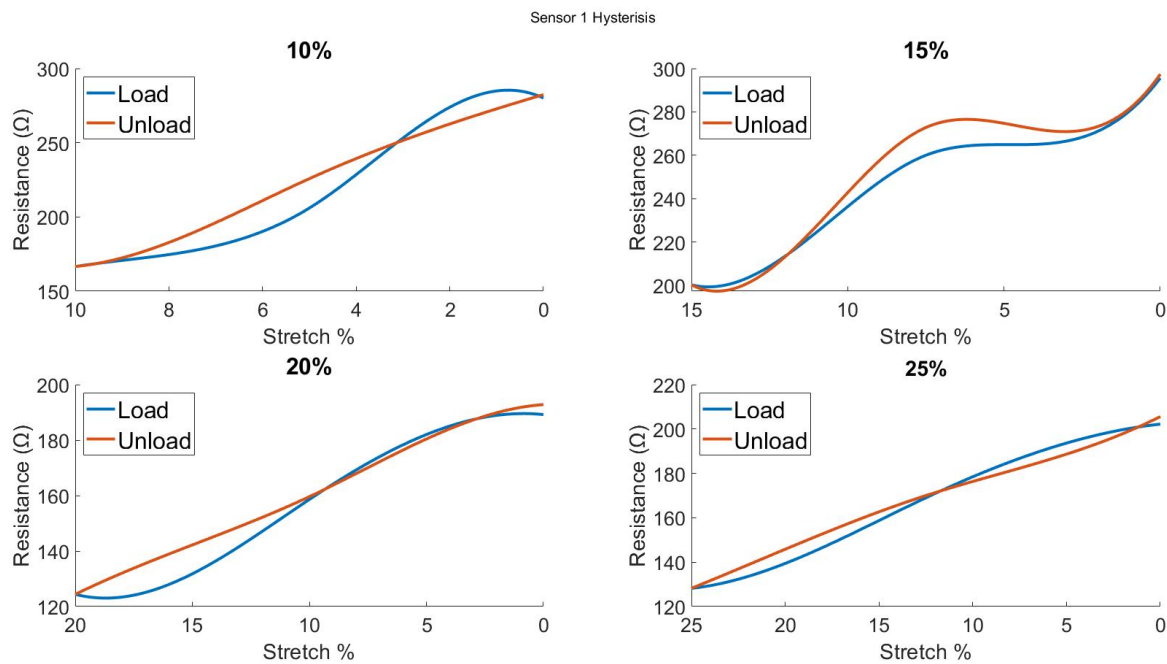 Sensor 1 Hysterisis
10%
300
250
200
150
Resistance (Ω)
Load
Unload
10 8 6 4 2 0
Stretch %
15%
300
280
260
240
220
200
Resistance (Ω)
Load
Unload
15 10 5 0
Stretch %
20%
200
180
160
140
120
Resistance (Ω)
Load
Unload
20 15 10 5 0
Stretch %
25%
220
200
180
160
140
120
Resistance (Ω)
Load
Unload
25 20 15 10 5 0
Stretch %